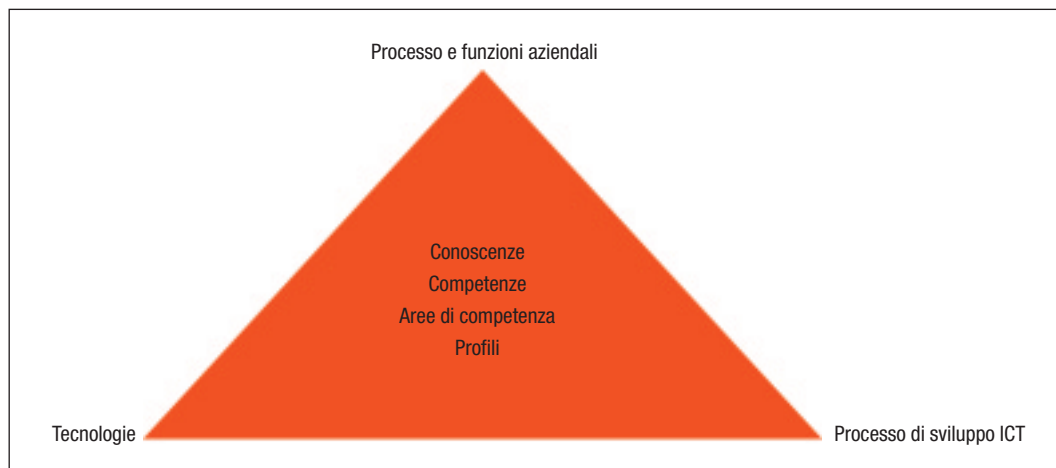 Processo e funzioni aziendali
Conoscenze
Competenze
Aree di competenza
Profili
Tecnologie
Processo di sviluppo ICT